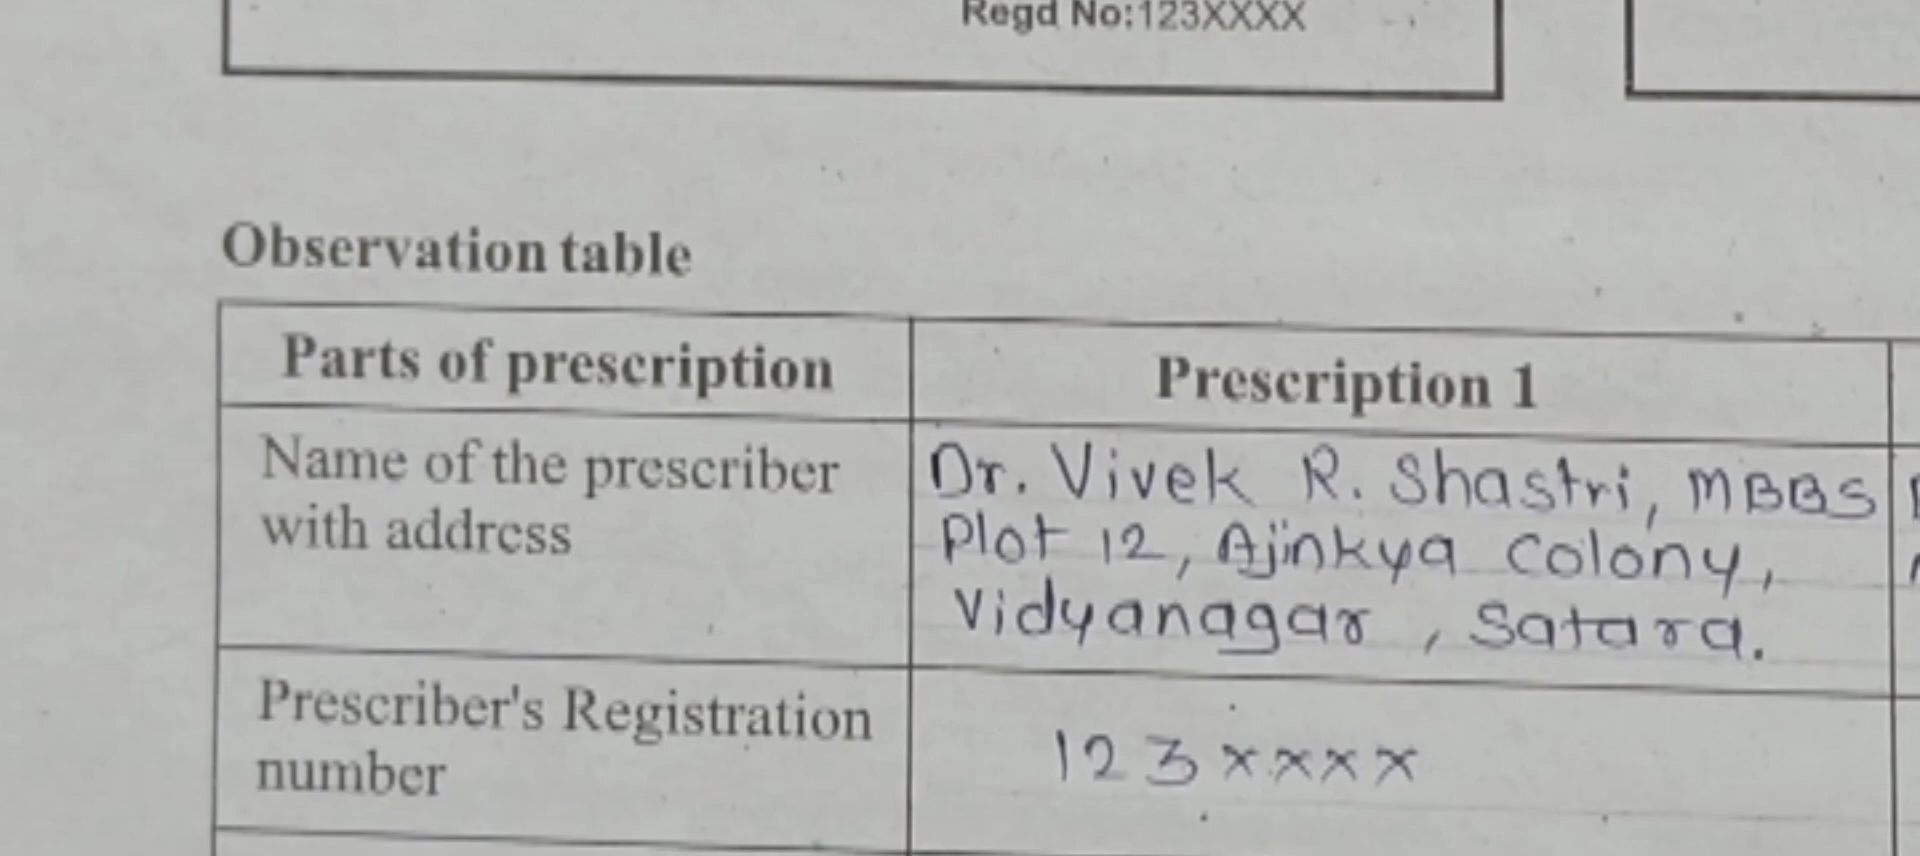 Regd No:123XXXX
Observation table
Parts of prescription
Prescription 1
Name of the prescriber
with address
Dr. Vivek R. Shastri, MBBS
Plot 12, Ajinkya Colony,
Vidyanagar, Satara.
Prescriber's Registration
number
123xxxx